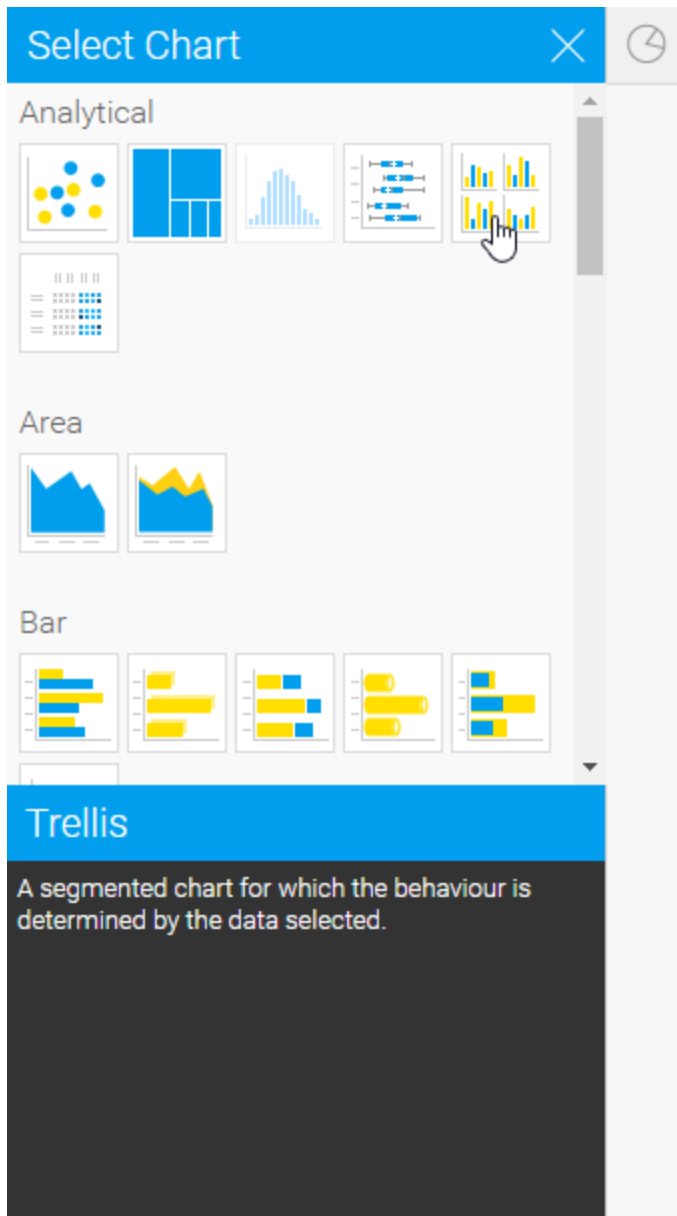 Select Chart
Analytical
Area
Bar
Trellis
A segmented chart for which the behaviour is
determined by the data selected.